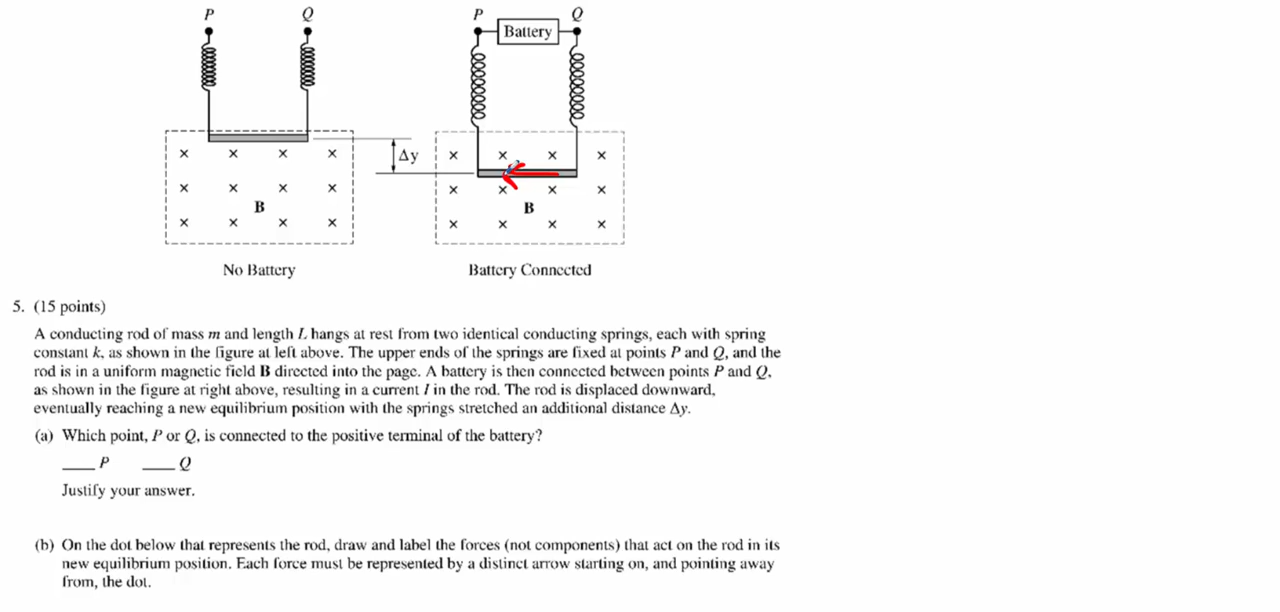 P Q P Q
Battery
Δy
× × × × × × × ×
× × × × × × × ×
B B
× × × × × × × ×
No Battery Battery Connected
5. (15 points)
A conducting rod of mass m and length L hangs at rest from two identical conducting springs, each with spring
constant k, as shown in the figure at left above. The upper ends of the springs are fixed at points P and Q, and the
rod is in a uniform magnetic field B directed into the page. A battery is then connected between points P and Q,
as shown in the figure at right above, resulting in a current I in the rod. The rod is displaced downward,
eventually reaching a new equilibrium position with the springs stretched an additional distance Δy.
(a) Which point, P or Q, is connected to the positive terminal of the battery?
____ P ____ Q
Justify your answer.
(b) On the dot below that represents the rod, draw and label the forces (not components) that act on the rod in its
new equilibrium position. Each force must be represented by a distinct arrow starting on, and pointing away
from, the dot.